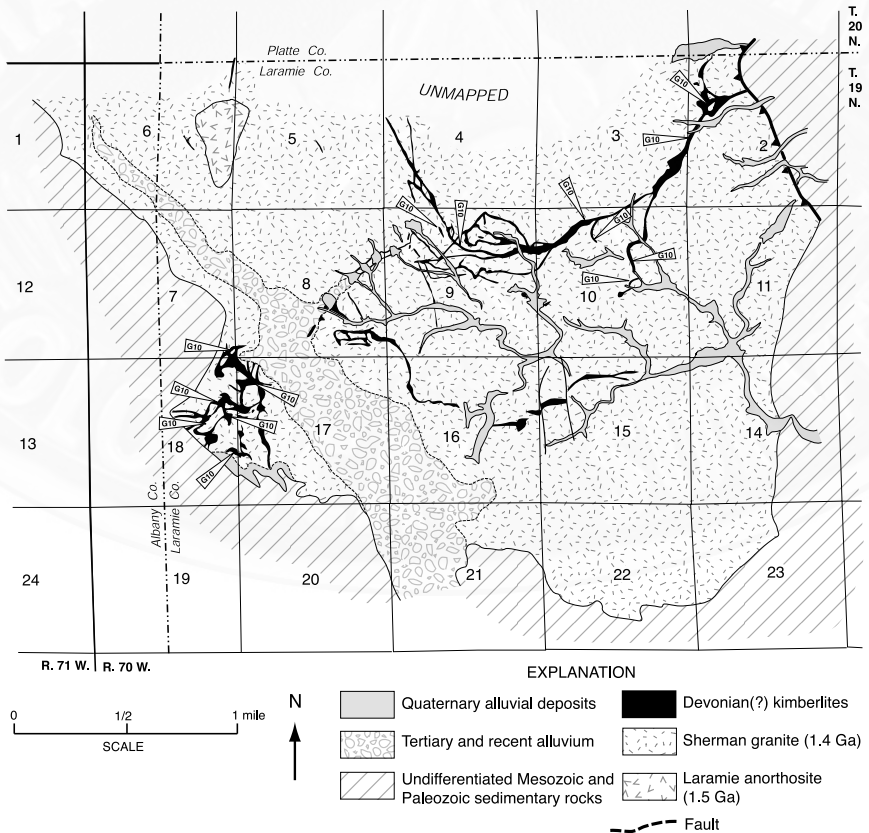 T.
20
N.
Platte Co.
Laramie Co.
T.
19
N.
UNMAPPED
G10
1
6
5
4
3
2
G10
G10
G10
G10
G10
G10
G10
12
7
8
9
10
11
G10
G10
G10
G10
G10
G10
13
18
17
16
15
14
Albany Co.
Laramie Co.
24
19
20
21
22
23
R. 71 W.
R. 70 W.
EXPLANATION
0
1/2
1 mile
SCALE
N
Quaternary alluvial deposits
Devonian(?) kimberlites
Tertiary and recent alluvium
Sherman granite (1.4 Ga)
Undifferentiated Mesozoic and
Paleozoic sedimentary rocks
Laramie anorthosite
(1.5 Ga)
Fault